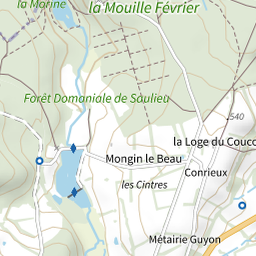 la Marine
la Mouille Février
Forêt Domaniale de Saulieu
540
la Loge du Couco
Mongin le Beau
Conrieux
les Cintres
Métairie Guyon